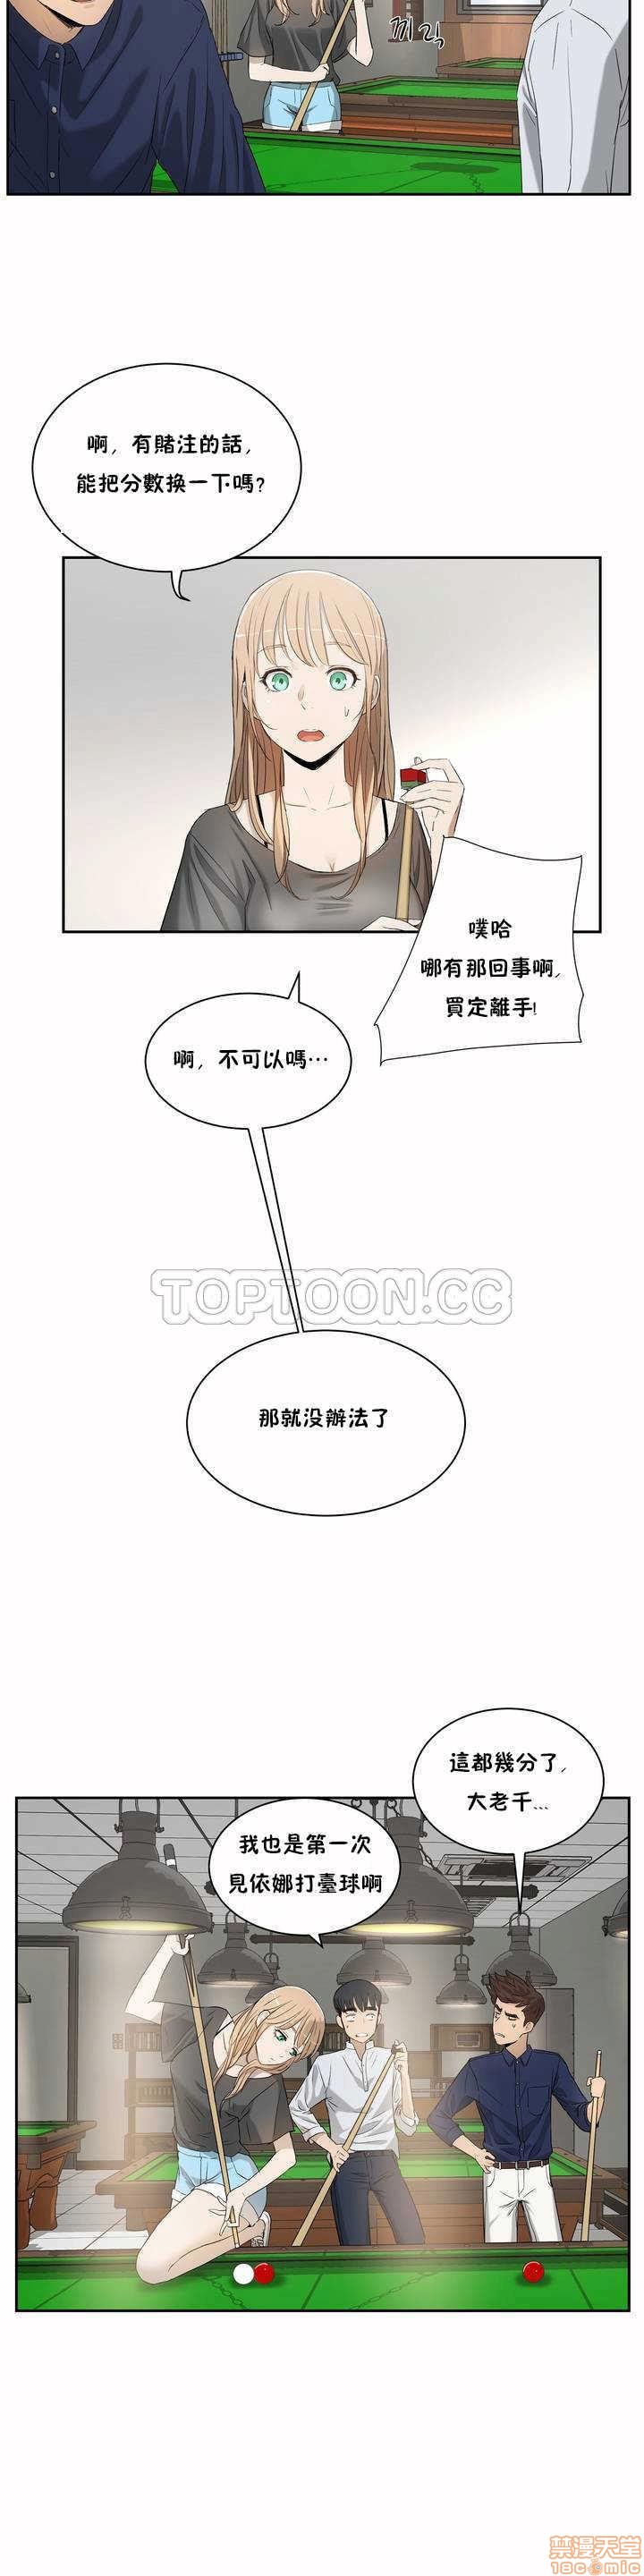 끼릭
啊, 有賭注的話,
能把分數换一下嗎?
噗哈
哪有那回事啊,
買定離手!
啊, 不可以嗎…
TOPTOON.CC
那就没辦法了
這都幾分了,
大老千...
我也是第一次
見依娜打臺球啊
禁漫天堂
18comic